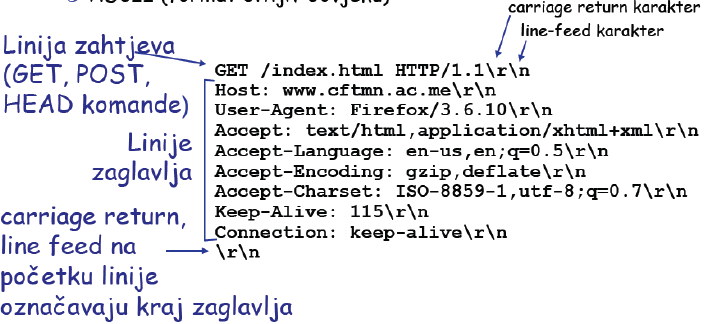 carriage return karakter
line-feed karakter
Linija zahtjeva
(GET, POST,
HEAD komande)
Linije
zaglavlja
carriage return,
line feed na
početku linije
označavaju kraj zaglavlja
GET /index.html HTTP/1.1\r\n
Host: www.cftmn.ac.me\r\n
User-Agent: Firefox/3.6.10\r\n
Accept: text/html,application/xhtml+xml\r\n
Accept-Language: en-us,en;q=0.5\r\n
Accept-Encoding: gzip,deflate\r\n
Accept-Charset: ISO-8859-1,utf-8;q=0.7\r\n
Keep-Alive: 115\r\n
Connection: keep-alive\r\n
\r\n